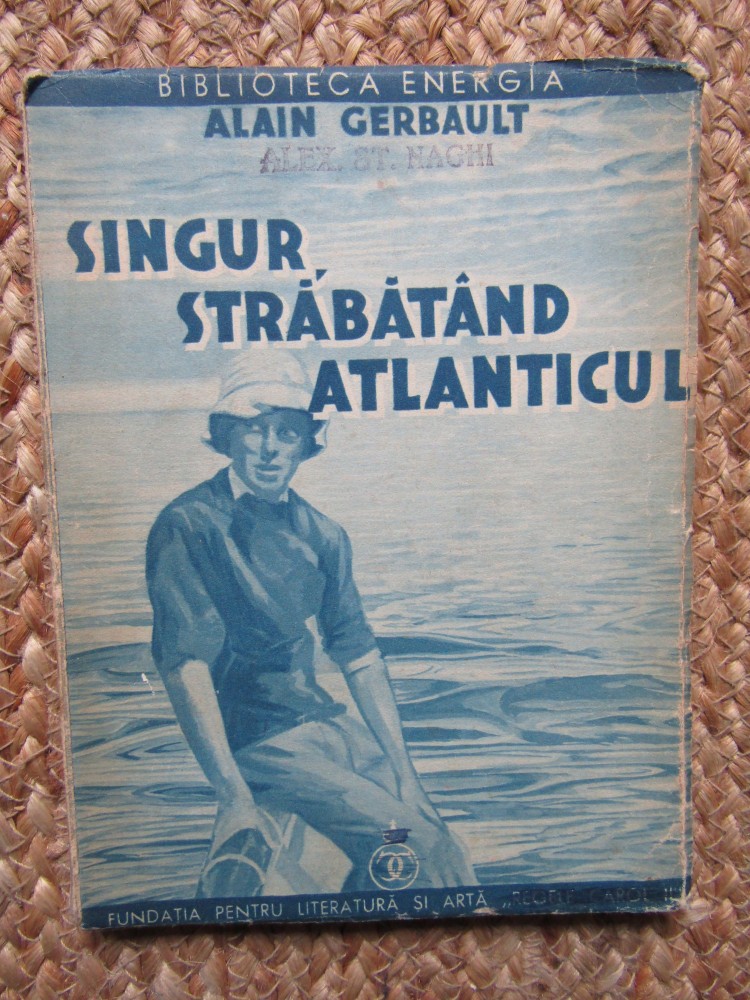 BIBLIOTECA ENERGIA
ALAIN GERBAULT
ALEX. ST. NAGHI
SINGUR,
STRĂBĂTÂND
ATLANTICUL
FUNDAȚIA PENTRU LITERATURĂ ȘI ARTĂ „REGELE CAROL II"